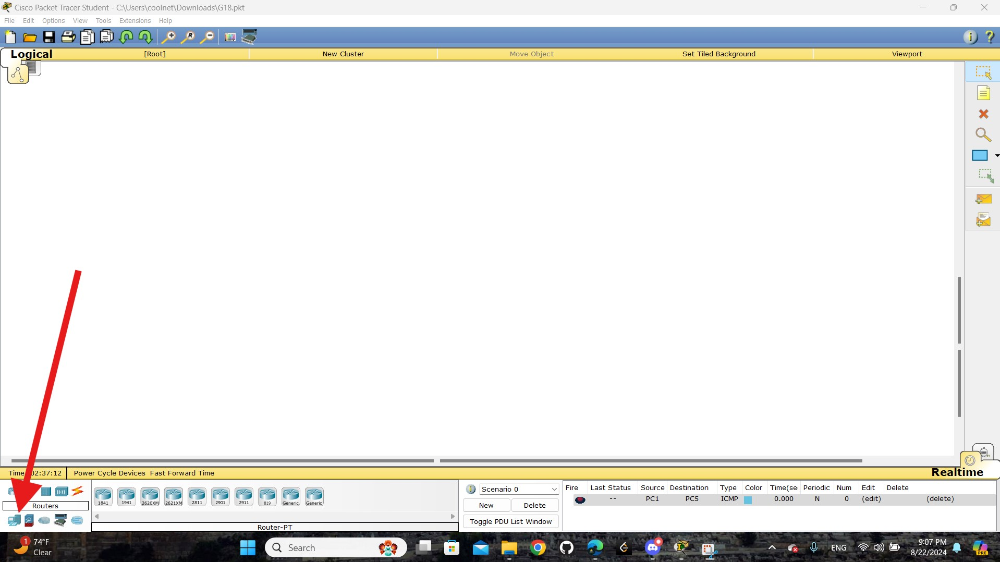 Cisco Packet Tracer Student - C:\Users\coolnet\Downloads\G18.pkt
File Edit Options View Tools Extensions Help
Logical [Root] New Cluster Move Object Set Tiled Background Viewport
Time 02:37:12 Power Cycle Devices Fast Forward Time
Realtime
Routers
1841 1941 2620XM 2621XM 2811 2901 2911 819 Generic Generic
Router-PT
Scenario 0
New Delete
Toggle PDU List Window
Fire Last Status Source Destination Type Color Time(sec Periodic Num Edit Delete
-- PC1 PC5 ICMP 0.000 N 0 (edit) (delete)
1 74°F
Clear
Search
ENG
9:07 PM
8/22/2024
PRE